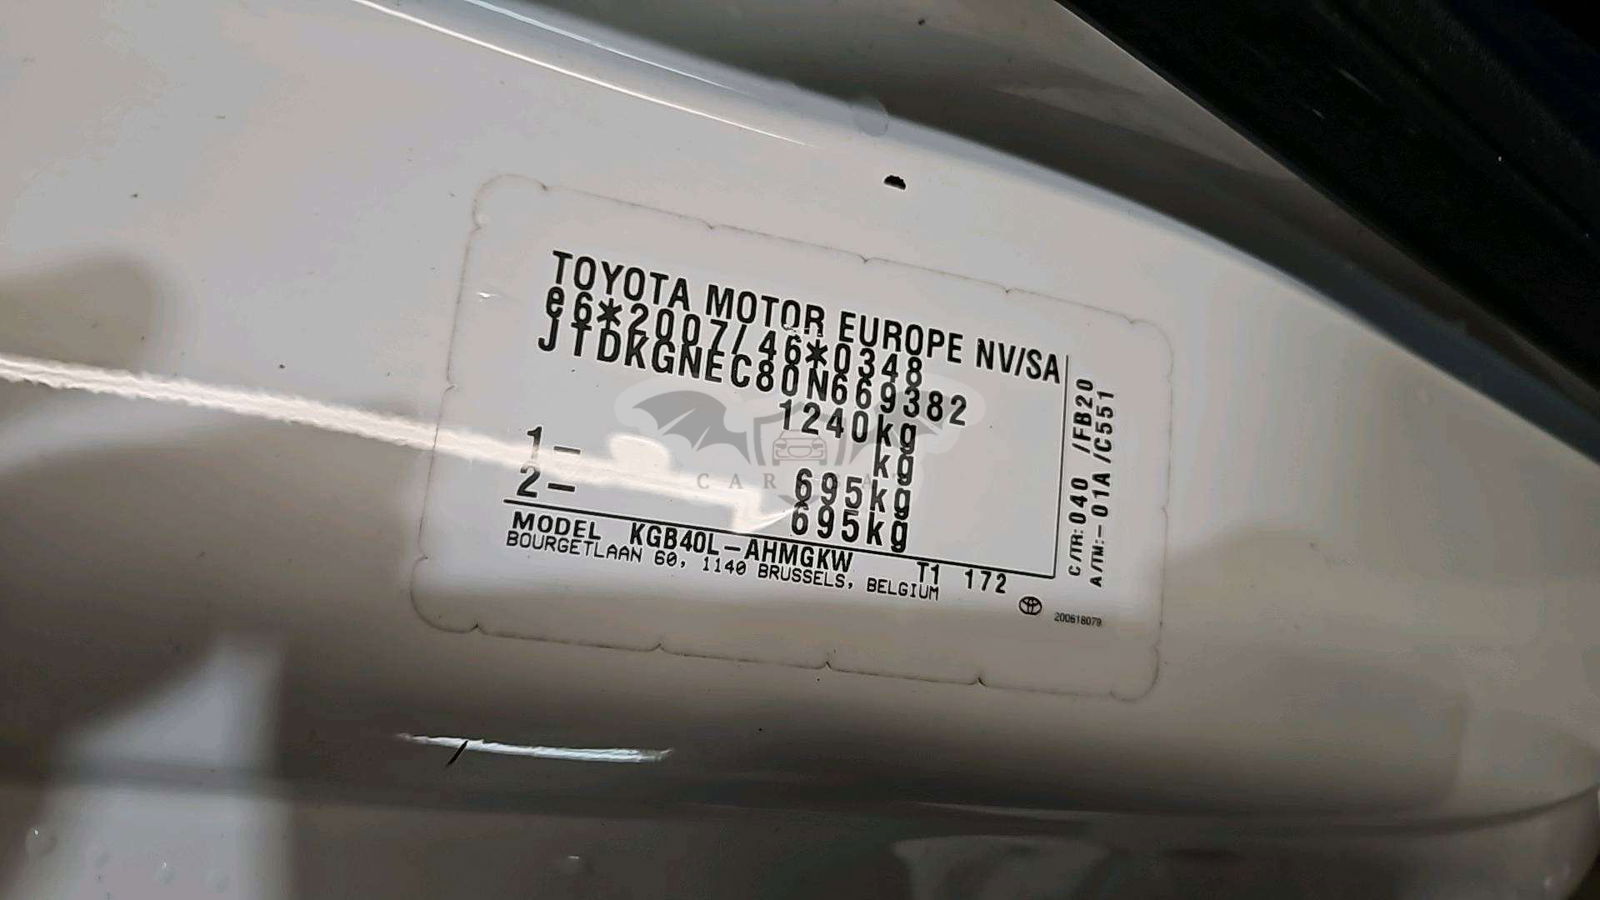 TOYOTA MOTOR EUROPE NV/SA
e6*2007/46*0348
JTDKGNEC80N669382
1240kg
kg
1- 695kg
2- 695kg
MODEL KGB40L-AHMGKW T1 172
BOURGETLAAN 60, 1140 BRUSSELS, BELGIUM
200618079
C/TR:040 /FB20
A/TM:-01A /C551